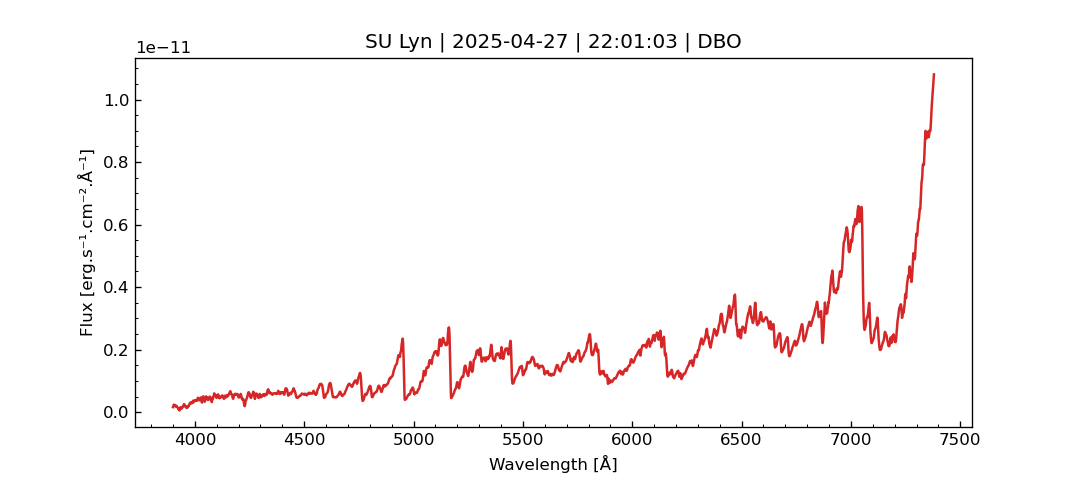 SU Lyn | 2025-04-27 | 22:01:03 | DBO
1e−11
1.0
0.8
0.6
0.4
0.2
0.0
Flux [erg.s⁻¹.cm⁻².Å⁻¹]
4000 4500 5000 5500 6000 6500 7000 7500
Wavelength [Å]